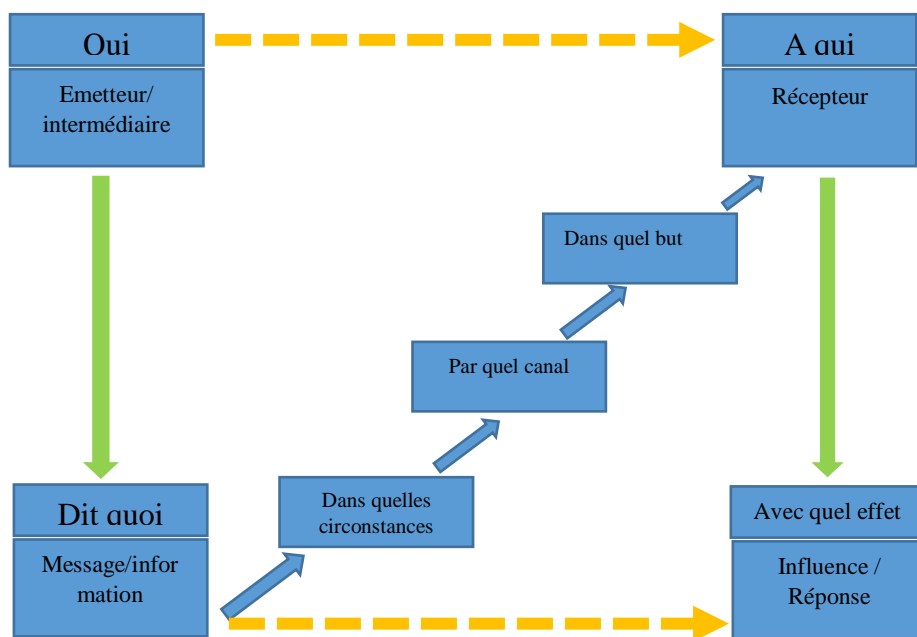 Qui
A qui
Emetteur/
intermédiaire
Récepteur
Dans quel but
Par quel canal
Dans quelles
circonstances
Dit quoi
Message/infor
mation
Avec quel effet
Influence /
Réponse